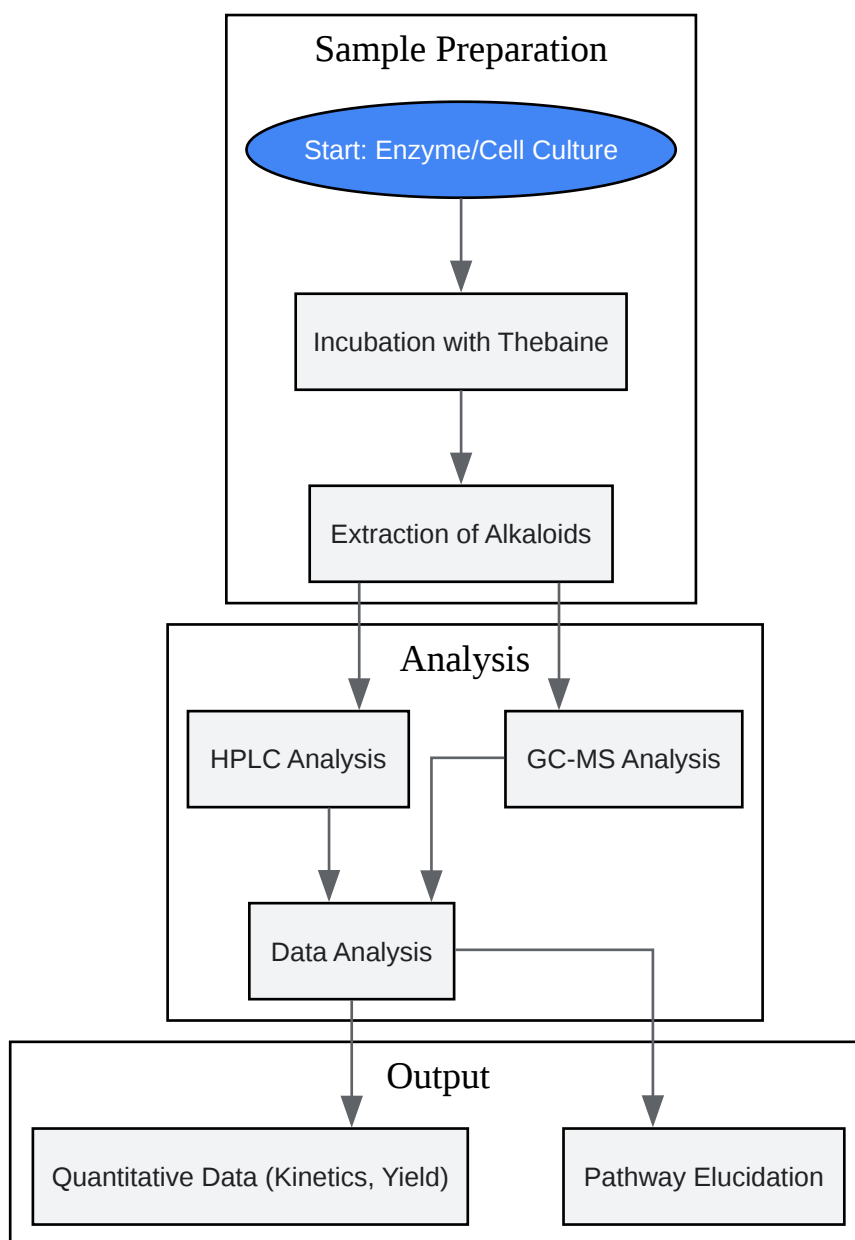 Sample Preparation
Start: Enzyme/Cell Culture
Incubation with Thebaine
Extraction of Alkaloids
Analysis
HPLC Analysis
GC-MS Analysis
Data Analysis
Output
Quantitative Data (Kinetics, Yield)
Pathway Elucidation